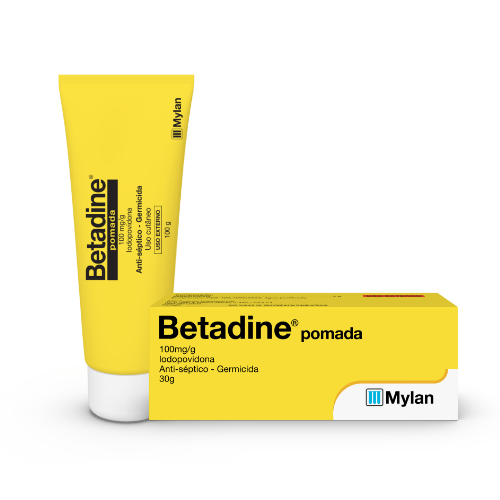 Mylan
Betadine®
pomada
100 mg/g
Iodopovidona
Anti-séptico - Germicida
Uso cutâneo
USO EXTERNO
100 g
Betadine® pomada
100mg/g
Iodopovidona
Anti-séptico - Germicida
30g
Mylan